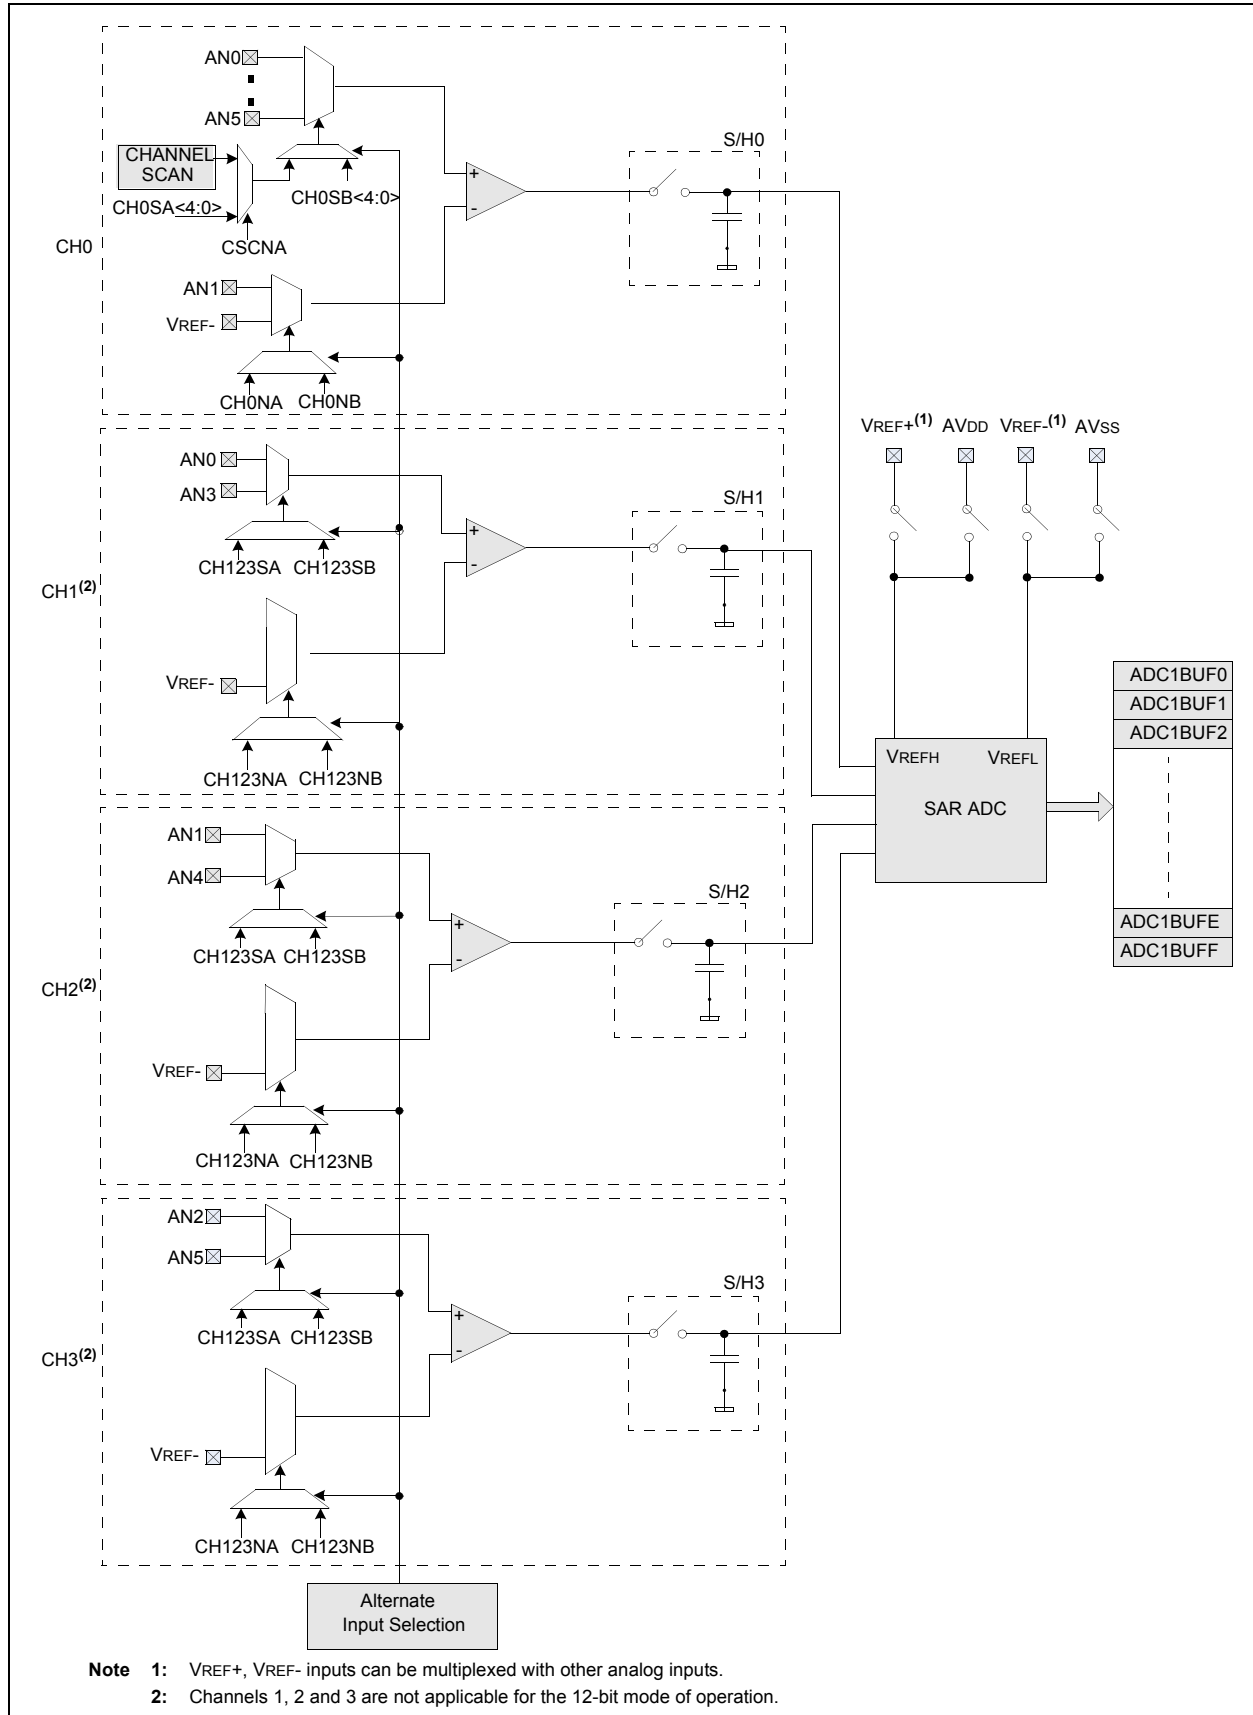 AN0
AN5
CHANNEL
SCAN
CH0SA<4:0>
CH0SB<4:0>
CSCNA
CH0
AN1
VREF-
CH0NA CH0NB
S/H0
+
-
AN0
AN3
CH123SA CH123SB
CH1(2)
VREF-
CH123NA CH123NB
S/H1
+
-
AN1
AN4
CH123SA CH123SB
CH2(2)
VREF-
CH123NA CH123NB
S/H2
+
-
AN2
AN5
CH123SA CH123SB
CH3(2)
VREF-
CH123NA CH123NB
S/H3
+
-
VREF+(1) AVDD VREF-(1) AVSS
VREFH VREFL
SAR ADC
ADC1BUF0
ADC1BUF1
ADC1BUF2
ADC1BUFE
ADC1BUFF
Alternate
Input Selection
Note 1: VREF+, VREF- inputs can be multiplexed with other analog inputs.
2: Channels 1, 2 and 3 are not applicable for the 12-bit mode of operation.